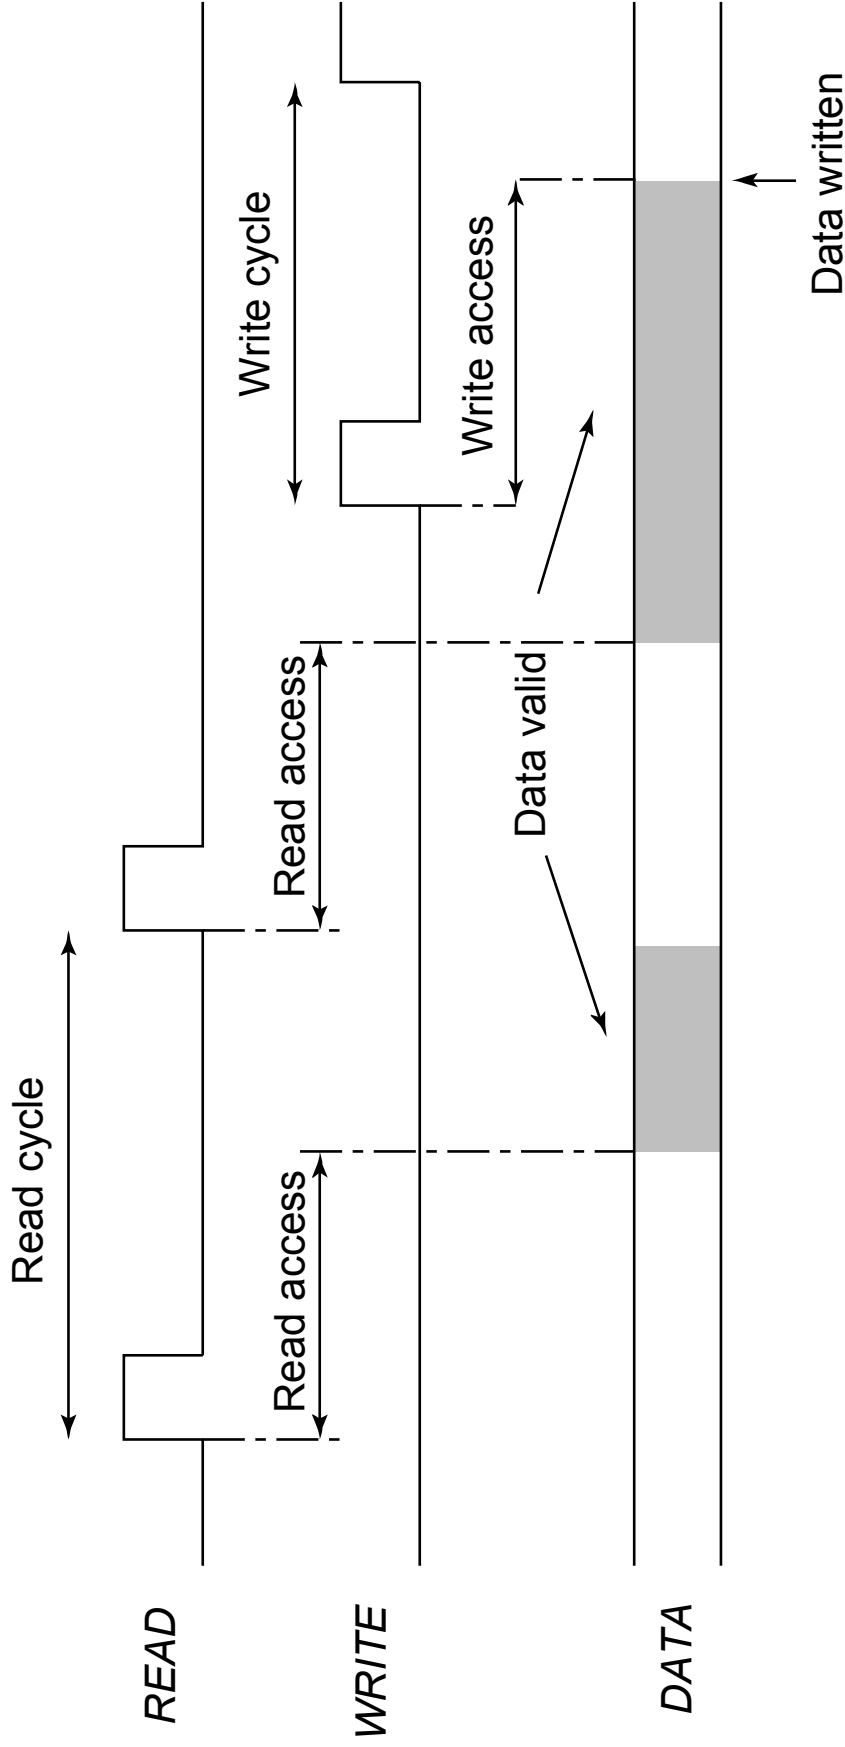 Read cycle
READ
Read access
Read access
Write cycle
WRITE
Write access
Data valid
DATA
Data written